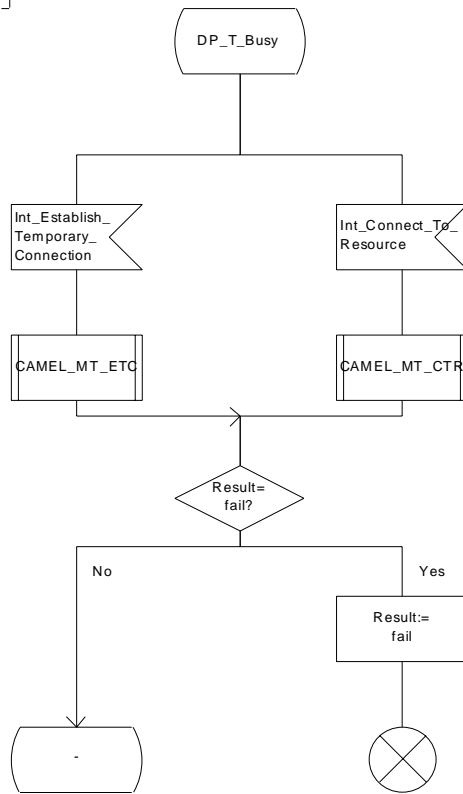 DP_T_Busy
Int_Establish_
Temporary_
Connection
Int_Connect_To_
Resource
CAMEL_MT_ETC
CAMEL_MT_CTR
Result=
fail?
No
Yes
Result:=
fail
-